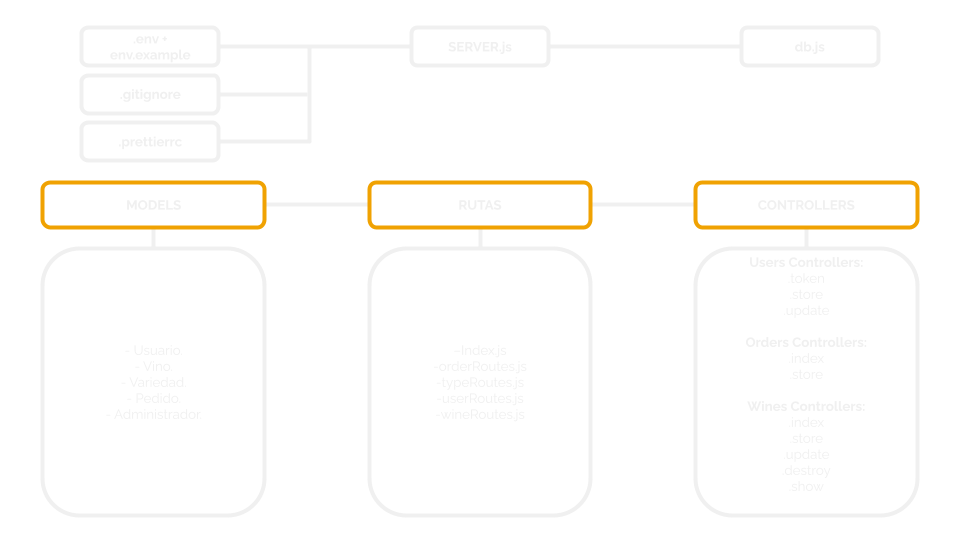 .env +
env.example
SERVER.js
db.js
.gitignore
.prettierrc
MODELS
RUTAS
CONTROLLERS
- Usuario
- Vino
- Variedad
- Pedido
- Administrador
-Index.js
-orderRoutes.js
-typeRoutes.js
-userRoutes.js
-wineRoutes.js
Users Controllers:
.token
.store
.update
Orders Controllers:
.index
.store
Wines Controllers:
.index
.store
.update
.destroy
.show